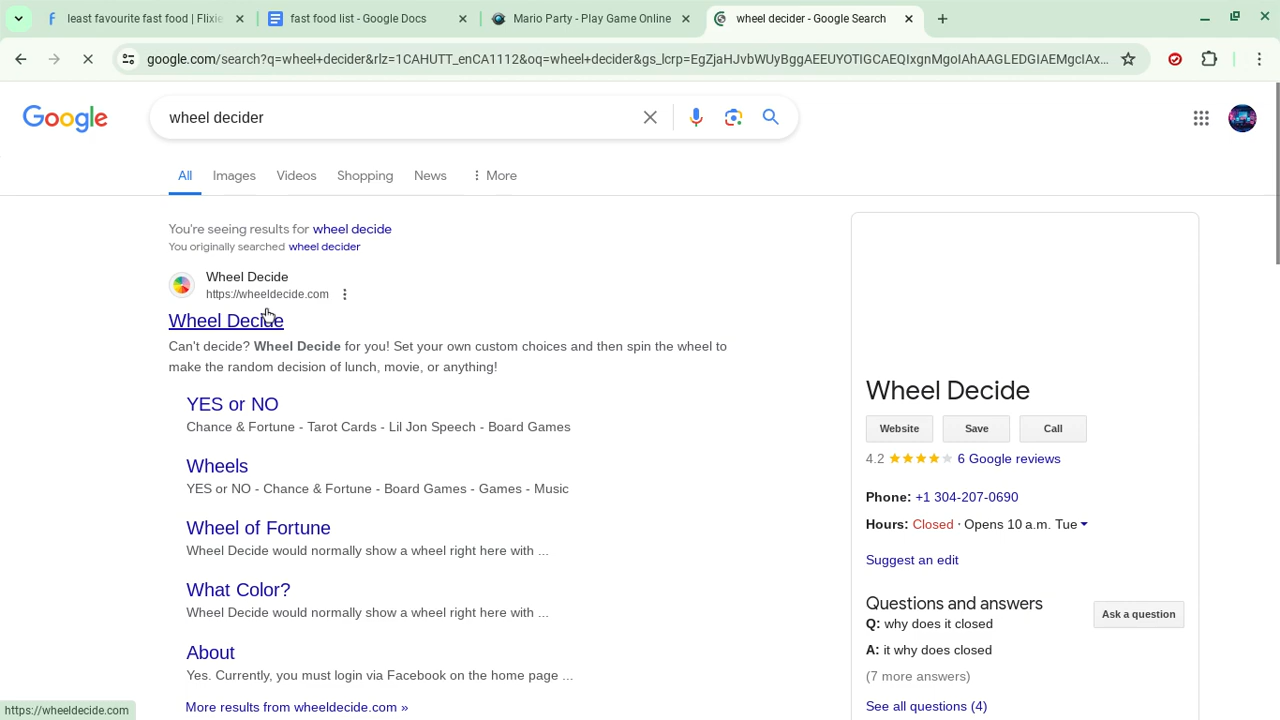 least favourite fast food | Flixie
fast food list - Google Docs
Mario Party - Play Game Online
wheel decider - Google Search
google.com/search?q=wheel+decider&rlz=1CAHUTT_enCA1112&oq=wheel+decider&gs_lcrp=EgZjaHJvbWUyBggAEEUYOTIGCAEQIxgnMgoIAhAAGLEDGIAEMgcIAx...
Google
wheel decider
All
Images
Videos
Shopping
News
More
You're seeing results for wheel decide
You originally searched wheel decider
Wheel Decide
https://wheeldecide.com
Wheel Decide
Can't decide? Wheel Decide for you! Set your own custom choices and then spin the wheel to
make the random decision of lunch, movie, or anything!
YES or NO
Chance & Fortune - Tarot Cards - Lil Jon Speech - Board Games
Wheels
YES or NO - Chance & Fortune - Board Games - Games - Music
Wheel of Fortune
Wheel Decide would normally show a wheel right here with ...
What Color?
Wheel Decide would normally show a wheel right here with ...
About
Yes. Currently, you must login via Facebook on the home page ...
More results from wheeldecide.com »
Wheel Decide
Website
Save
Call
4.2
6 Google reviews
Phone: +1 304-207-0690
Hours: Closed · Opens 10 a.m. Tue
Suggest an edit
Questions and answers
Ask a question
Q: why does it closed
A: it why does closed
(7 more answers)
See all questions (4)
https://wheeldecide.com